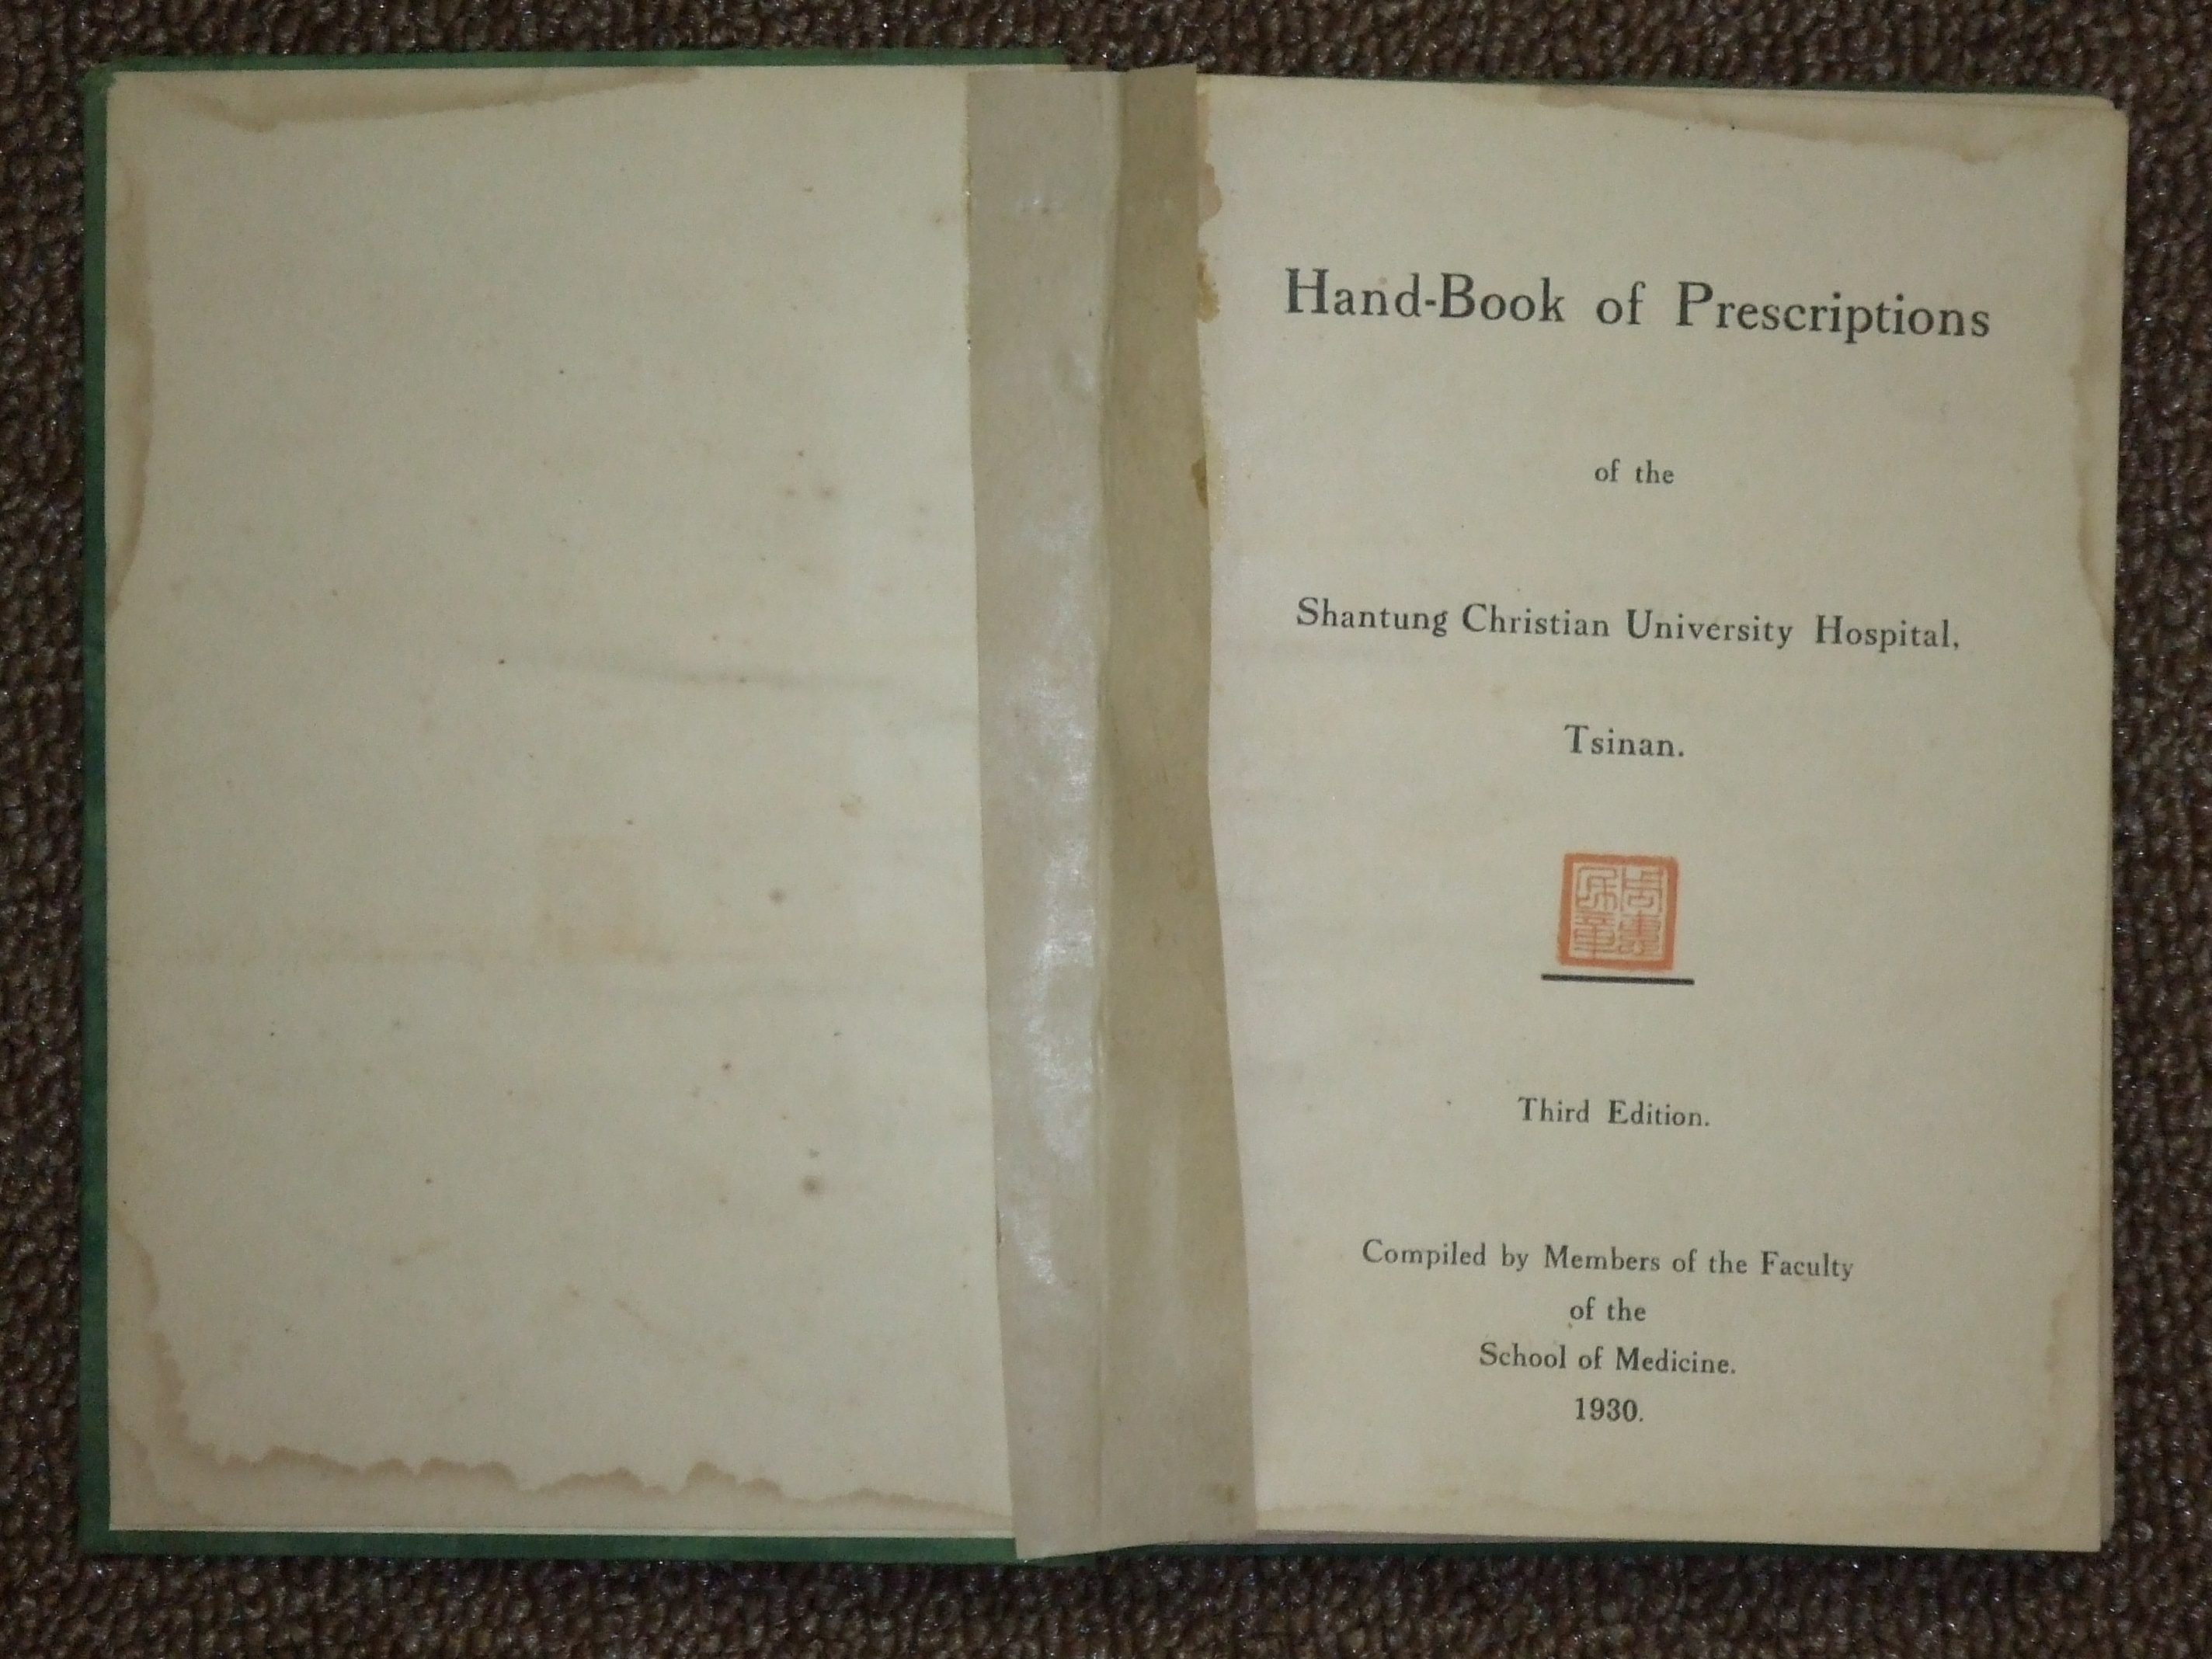 Hand-Book of Prescriptions
of the
Shantung Christian University Hospital,
Tsinan.
Third Edition.
Compiled by Members of the Faculty
of the
School of Medicine.
1930.